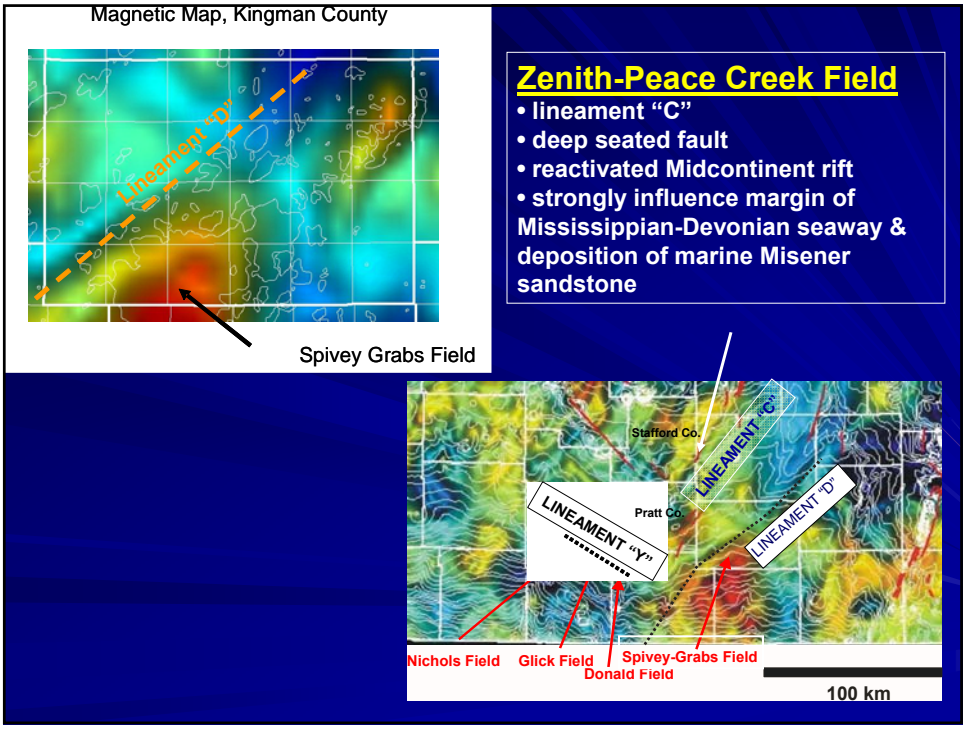 Magnetic Map, Kingman County
Lineament “D”
Spivey Grabs Field
Zenith-Peace Creek Field
• lineament “C”
• deep seated fault
• reactivated Midcontinent rift
• strongly influence margin of
Mississippian-Devonian seaway &
deposition of marine Misener
sandstone
Stafford Co.
LINEAMENT “C”
Pratt Co.
LINEAMENT “Y”
LINEAMENT “D”
Nichols Field
Glick Field
Donald Field
Spivey-Grabs Field
100 km